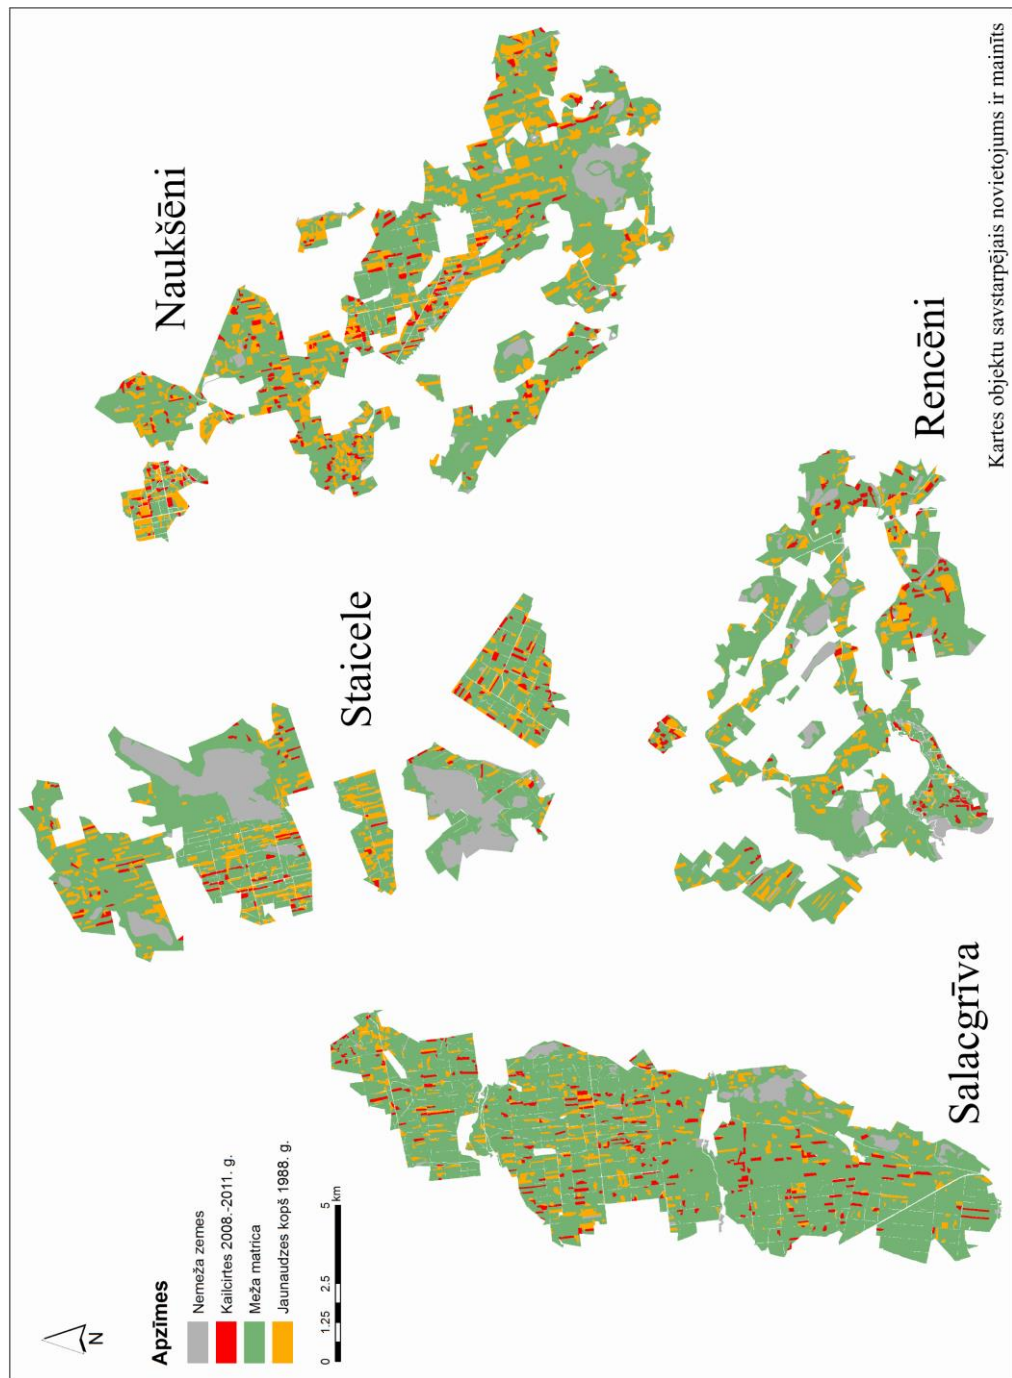 N
Apzīmes
Nemeža zemes
Kailcirtes 2008.-2011. g.
Meža matrica
Jaunaudzes kopš 1988. g.
0 1.25 2.5 5 km
Salacgrīva
Staicele
Naukšēni
Rencēni
Kartes objektu savstarpējais novietojums ir mainīts